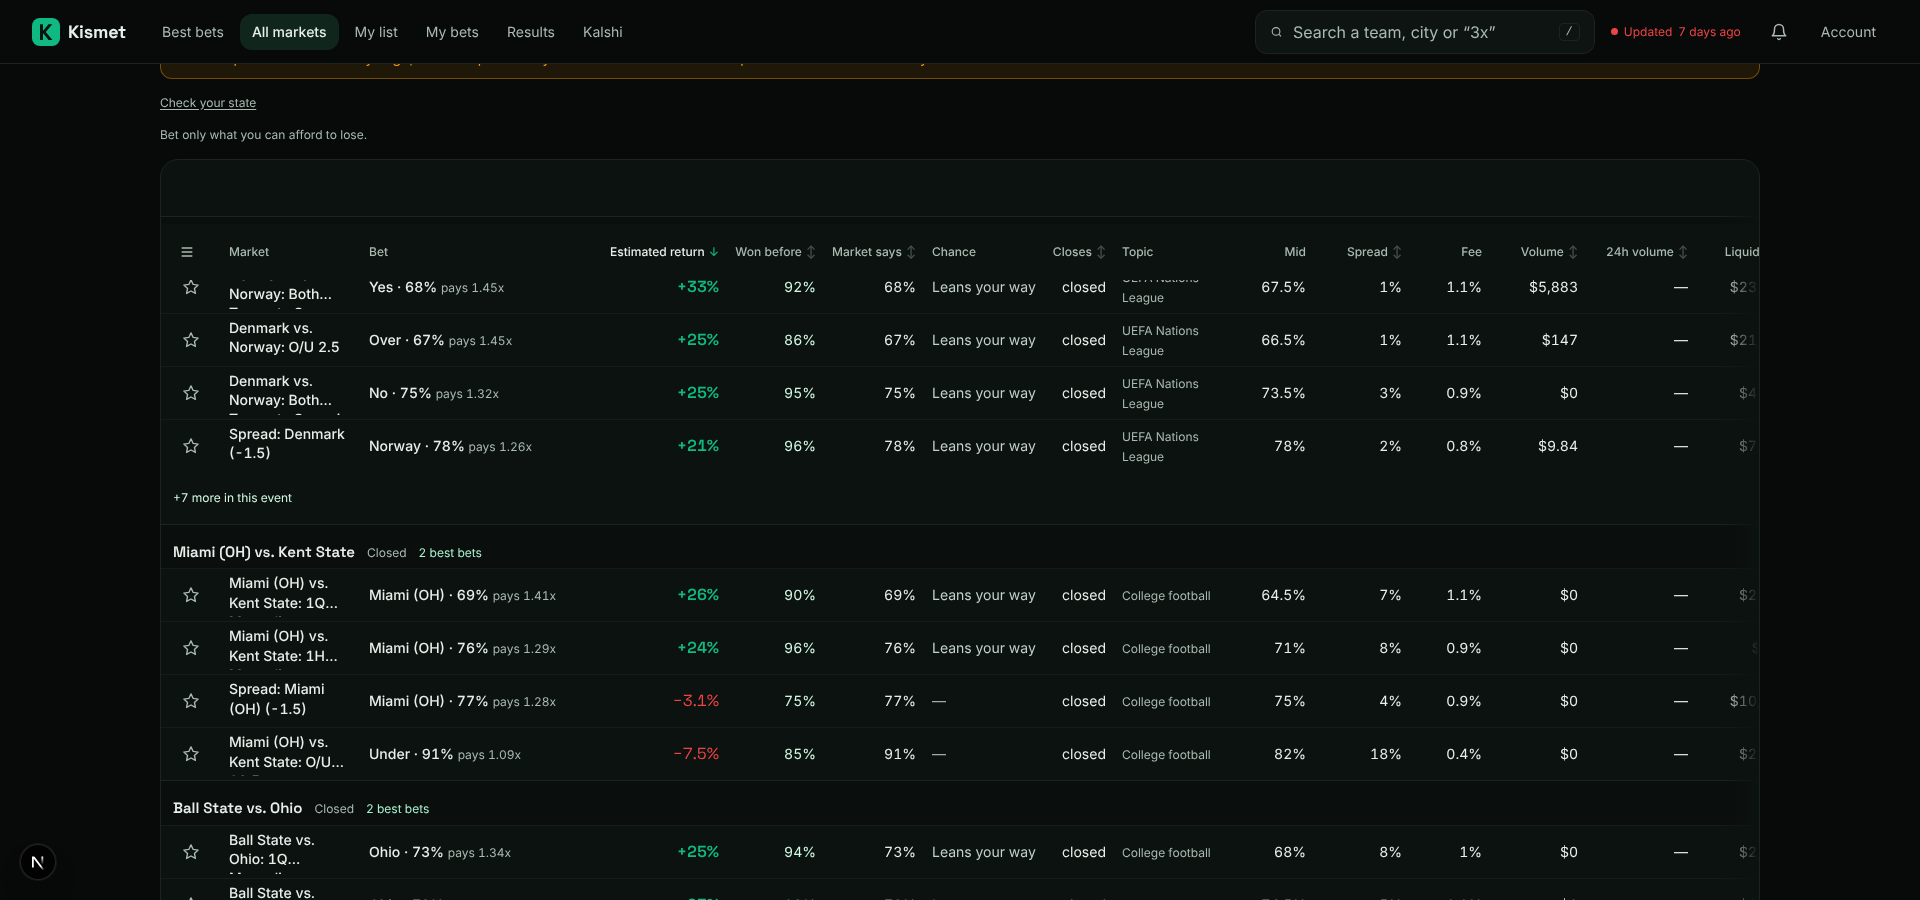 K Kismet
Best bets
All markets
My list
My bets
Results
Kalshi
Search a team, city or “3x”
/
Updated 7 days ago
Account
Check your state
Bet only what you can afford to lose.
Market Bet Estimated return ↓ Won before Market says Chance Closes Topic Mid Spread Fee Volume 24h volume Liquid
Norway: Both... Yes · 68% pays 1.45x +33% 92% 68% Leans your way closed UEFA Nations League 67.5% 1% 1.1% $5,883 — $23
Denmark vs. Norway: O/U 2.5 Over · 67% pays 1.45x +25% 86% 67% Leans your way closed UEFA Nations League 66.5% 1% 1.1% $147 — $21
Denmark vs. Norway: Both... No · 75% pays 1.32x +25% 95% 75% Leans your way closed UEFA Nations League 73.5% 3% 0.9% $0 — $4
Spread: Denmark (-1.5) Norway · 78% pays 1.26x +21% 96% 78% Leans your way closed UEFA Nations League 78% 2% 0.8% $9.84 — $7
+7 more in this event
Miami (OH) vs. Kent State Closed 2 best bets
Miami (OH) vs. Kent State: 1Q... Miami (OH) · 69% pays 1.41x +26% 90% 69% Leans your way closed College football 64.5% 7% 1.1% $0 — $2
Miami (OH) vs. Kent State: 1H... Miami (OH) · 76% pays 1.29x +24% 96% 76% Leans your way closed College football 71% 8% 0.9% $0 — $
Spread: Miami (OH) (-1.5) Miami (OH) · 77% pays 1.28x −3.1% 75% 77% — closed College football 75% 4% 0.9% $0 — $10
Miami (OH) vs. Kent State: O/U... Under · 91% pays 1.09x −7.5% 85% 91% — closed College football 82% 18% 0.4% $0 — $2
Ball State vs. Ohio Closed 2 best bets
Ball State vs. Ohio: 1Q... Ohio · 73% pays 1.34x +25% 94% 73% Leans your way closed College football 68% 8% 1% $0 — $2
Ball State vs.
N